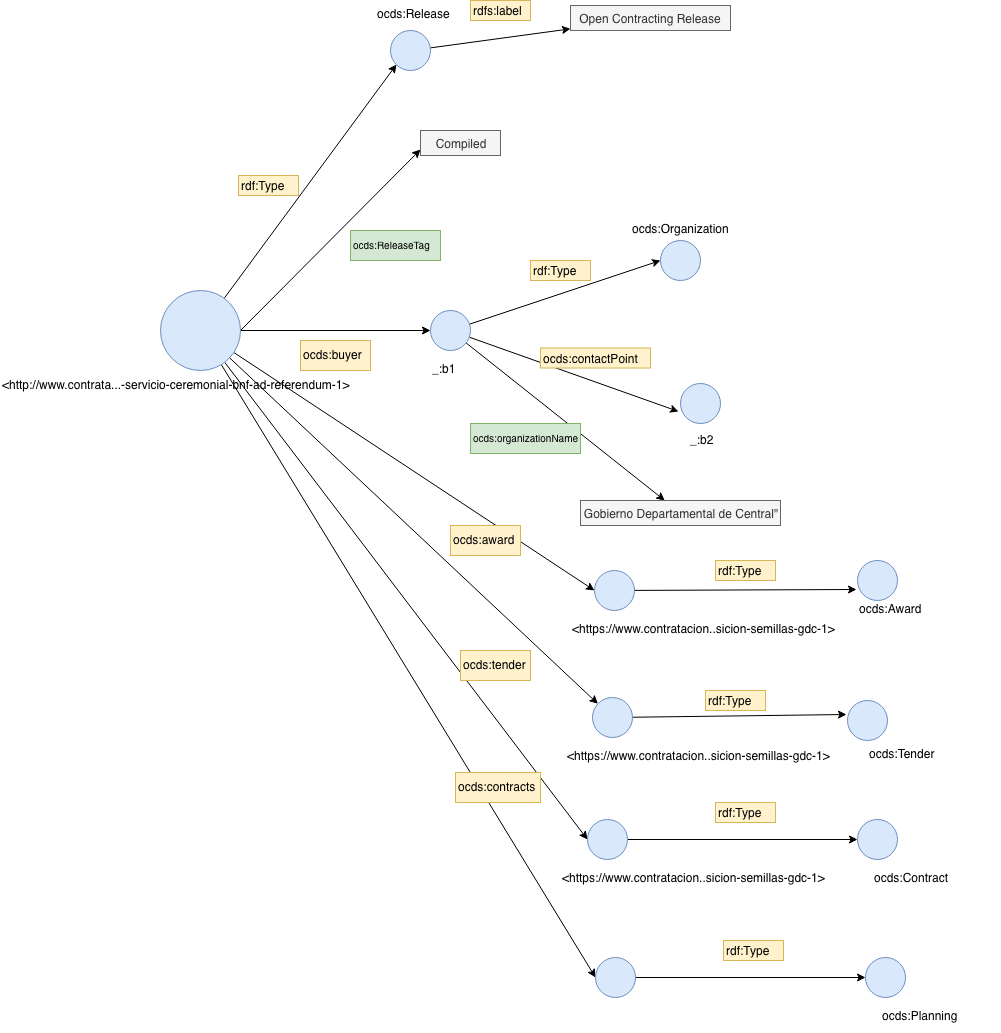 ocds:Release
rdfs:label
Open Contracting Release
Compiled
rdf:Type
ocds:ReleaseTag
ocds:Organization
rdf:Type
ocds:buyer
ocds:contactPoint
_:b1
<http://www.contrata...-servicio-ceremonial-bnf-ad-referendum-1>
_:b2
ocds:organizationName
Gobierno Departamental de Central"
ocds:award
rdf:Type
ocds:Award
<https://www.contratacion..sicion-semillas-gdc-1>
ocds:tender
rdf:Type
<https://www.contratacion..sicion-semillas-gdc-1>
ocds:Tender
ocds:contracts
rdf:Type
<https://www.contratacion..sicion-semillas-gdc-1>
ocds:Contract
rdf:Type
ocds:Planning